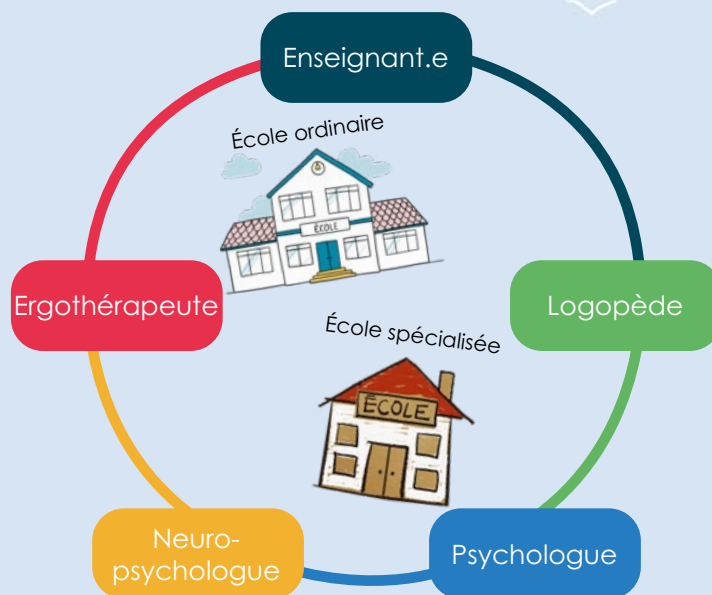 Enseignant.e
École ordinaire
ÉCOLE
Ergothérapeute
Logopède
École spécialisée
ÉCOLE
Neuro-
psychologue
Psychologue